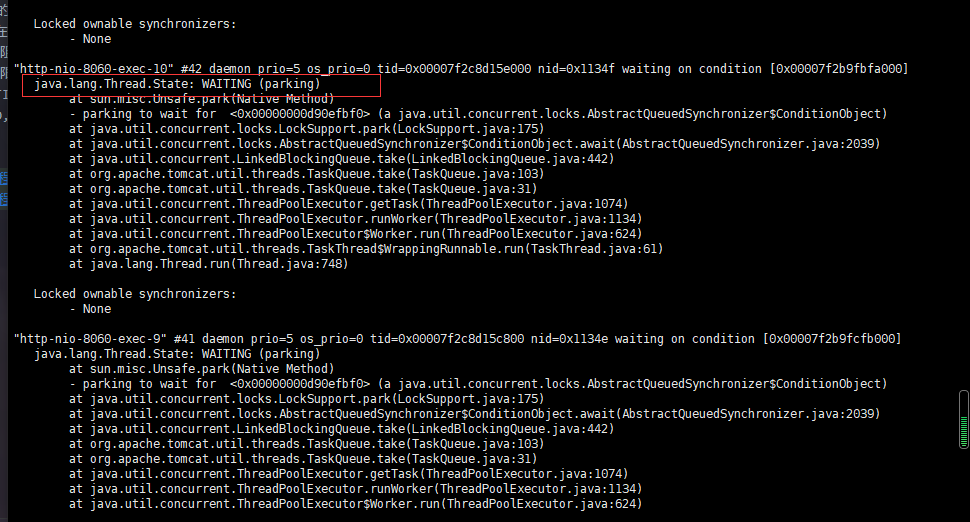 的
在
阻
阻
程
程
Locked ownable synchronizers:
- None
"http-nio-8060-exec-10" #42 daemon prio=5 os_prio=0 tid=0x00007f2c8d15e000 nid=0x1134f waiting on condition [0x00007f2b9fbfa000]
java.lang.Thread.State: WAITING (parking)
at sun.misc.Unsafe.park(Native Method)
- parking to wait for  <0x00000000d90efbf0> (a java.util.concurrent.locks.AbstractQueuedSynchronizer$ConditionObject)
at java.util.concurrent.locks.LockSupport.park(LockSupport.java:175)
at java.util.concurrent.locks.AbstractQueuedSynchronizer$ConditionObject.await(AbstractQueuedSynchronizer.java:2039)
at java.util.concurrent.LinkedBlockingQueue.take(LinkedBlockingQueue.java:442)
at org.apache.tomcat.util.threads.TaskQueue.take(TaskQueue.java:103)
at org.apache.tomcat.util.threads.TaskQueue.take(TaskQueue.java:31)
at java.util.concurrent.ThreadPoolExecutor.getTask(ThreadPoolExecutor.java:1074)
at java.util.concurrent.ThreadPoolExecutor.runWorker(ThreadPoolExecutor.java:1134)
at java.util.concurrent.ThreadPoolExecutor$Worker.run(ThreadPoolExecutor.java:624)
at org.apache.tomcat.util.threads.TaskThread$WrappingRunnable.run(TaskThread.java:61)
at java.lang.Thread.run(Thread.java:748)
Locked ownable synchronizers:
- None
"http-nio-8060-exec-9" #41 daemon prio=5 os_prio=0 tid=0x00007f2c8d15c800 nid=0x1134e waiting on condition [0x00007f2b9fcfb000]
java.lang.Thread.State: WAITING (parking)
at sun.misc.Unsafe.park(Native Method)
- parking to wait for  <0x00000000d90efbf0> (a java.util.concurrent.locks.AbstractQueuedSynchronizer$ConditionObject)
at java.util.concurrent.locks.LockSupport.park(LockSupport.java:175)
at java.util.concurrent.locks.AbstractQueuedSynchronizer$ConditionObject.await(AbstractQueuedSynchronizer.java:2039)
at java.util.concurrent.LinkedBlockingQueue.take(LinkedBlockingQueue.java:442)
at org.apache.tomcat.util.threads.TaskQueue.take(TaskQueue.java:103)
at org.apache.tomcat.util.threads.TaskQueue.take(TaskQueue.java:31)
at java.util.concurrent.ThreadPoolExecutor.getTask(ThreadPoolExecutor.java:1074)
at java.util.concurrent.ThreadPoolExecutor.runWorker(ThreadPoolExecutor.java:1134)
at java.util.concurrent.ThreadPoolExecutor$Worker.run(ThreadPoolExecutor.java:624)